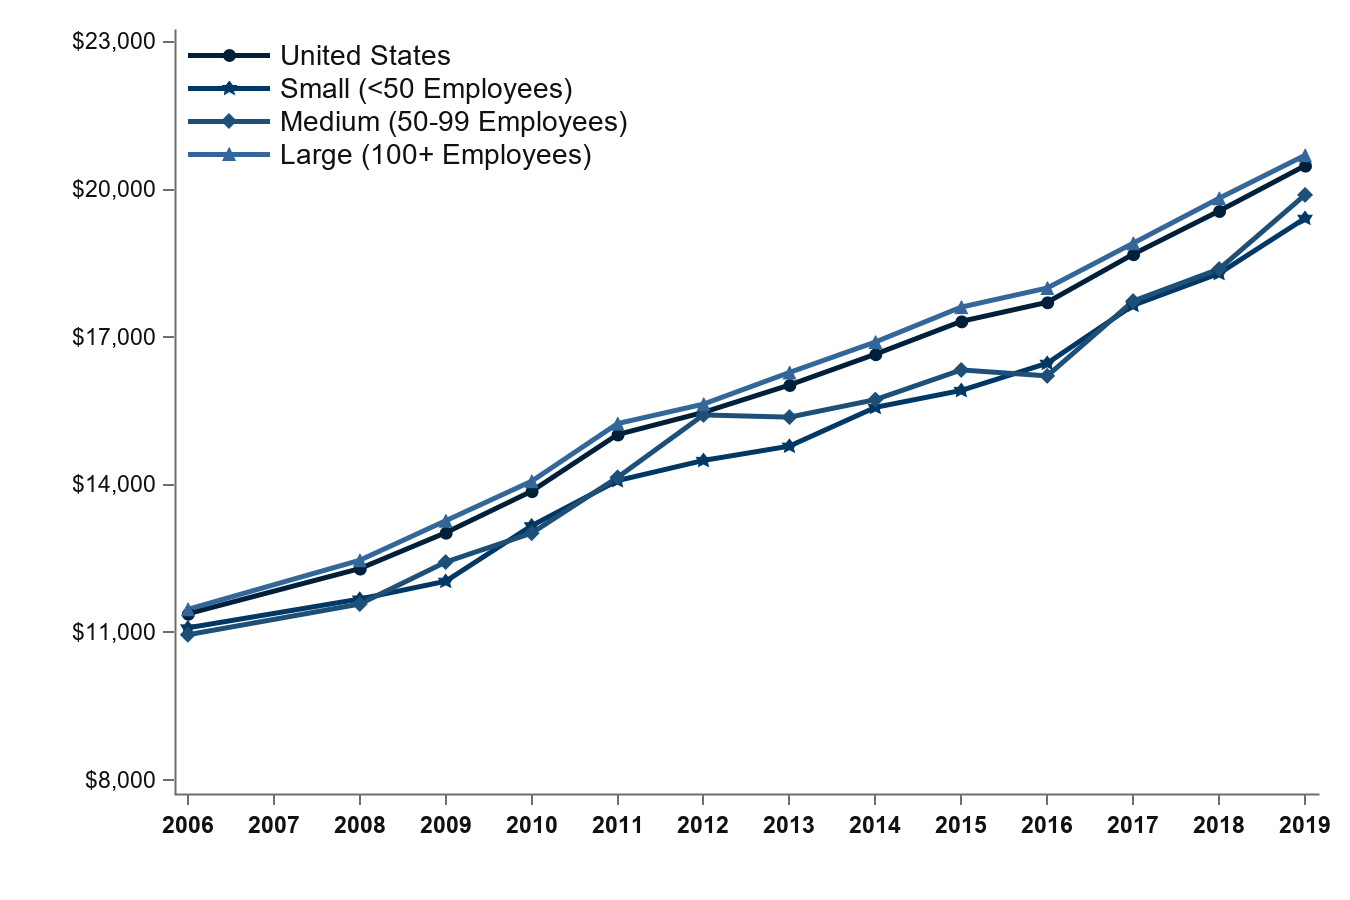 $23,000
United States
Small (<50 Employees)
Medium (50-99 Employees)
Large (100+ Employees)
$20,000
$17,000
$14,000
$11,000
$8,000
2006 2007 2008 2009 2010 2011 2012 2013 2014 2015 2016 2017 2018 2019